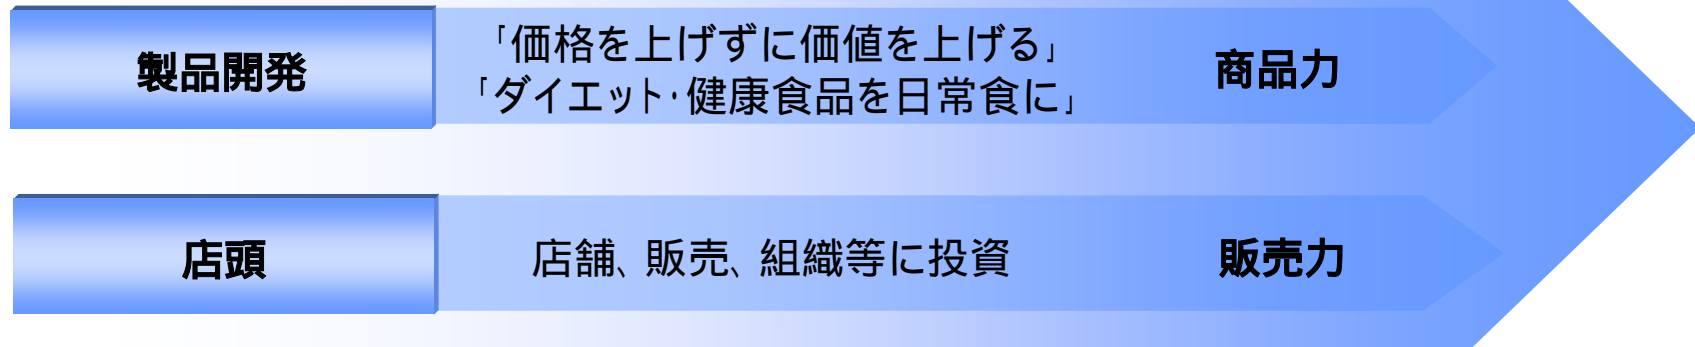 製品開発
「価格を上げずに価値を上げる」
「ダイエット・健康食品を日常食に」
商品力
店頭
店舗、販売、組織等に投資
販売力